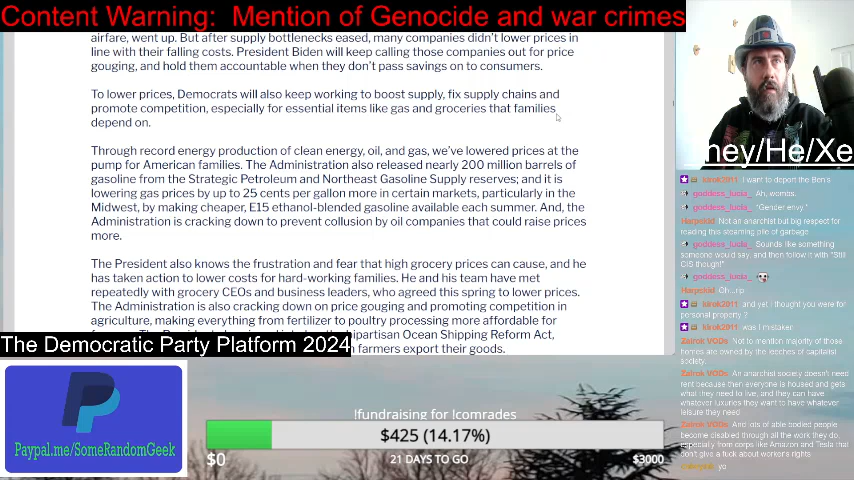 Content Warning: Mention of Genocide and war crimes
airfare, went up. But after supply bottlenecks eased, many companies didn't lower prices in
line with their falling costs. President Biden will keep calling those companies out for price
gouging, and hold them accountable when they don't pass savings on to consumers.
To lower prices, Democrats will also keep working to boost supply, fix supply chains and
promote competition, especially for essential items like gas and groceries that families
depend on.
Through record energy production of clean energy, oil, and gas, we've lowered prices at the
pump for American families. The Administration also released nearly 200 million barrels of
gasoline from the Strategic Petroleum and Northeast Gasoline Supply reserves; and it is
lowering gas prices by up to 25 cents per gallon more in certain markets, particularly in the
Midwest, by making cheaper, E15 ethanol-blended gasoline available each summer. And, the
Administration is cracking down to prevent collusion by oil companies that could raise prices
more.
The President also knows the frustration and fear that high grocery prices can cause, and he
has taken action to lower costs for hard-working families. He and his team have met
repeatedly with grocery CEOs and business leaders, who agreed this spring to lower prices.
The Administration is also cracking down on price gouging and promoting competition in
agriculture, making everything from fertilizer to poultry processing more affordable for
bipartisan Ocean Shipping Reform Act,
farmers export their goods.
The Democratic Party Platform 2024
Paypal.me/SomeRandomGeek
!fundraising for !comrades
$425 (14.17%)
$0
21 DAYS TO GO
$3000
hey/He/Xe
klrok2011 I want to deport the Ben's
goddess_lucia_ Ah, wombs.
goddess_lucia_ "Gender envy."
Harpckid Not an anarchist but big respect for
reading this steaming pile of garbage
goddess_lucia_ Sounds like something
someone would say, and then follow it with "Still
CIS though"
goddess_lucia_
Harpckid Oh...rip
klrok2011 and yet i thought you were for
personal property ?
klrok2011 was I mistaken
Zairok VODs Not to mention majority of those
homes are owned by the leeches of capitalist
society.
Zairok VODs An anarchist society doesn't need
rent because then everyone is housed and gets
what they need to live, and they can have
whatever luxuries they want to have whatever
leisure they need
Zairok VODs And lots of able bodied people
become disabled through all the work they do,
especially from corps like Amazon and Tesla that
don't give a fuck about worker's rights
yo